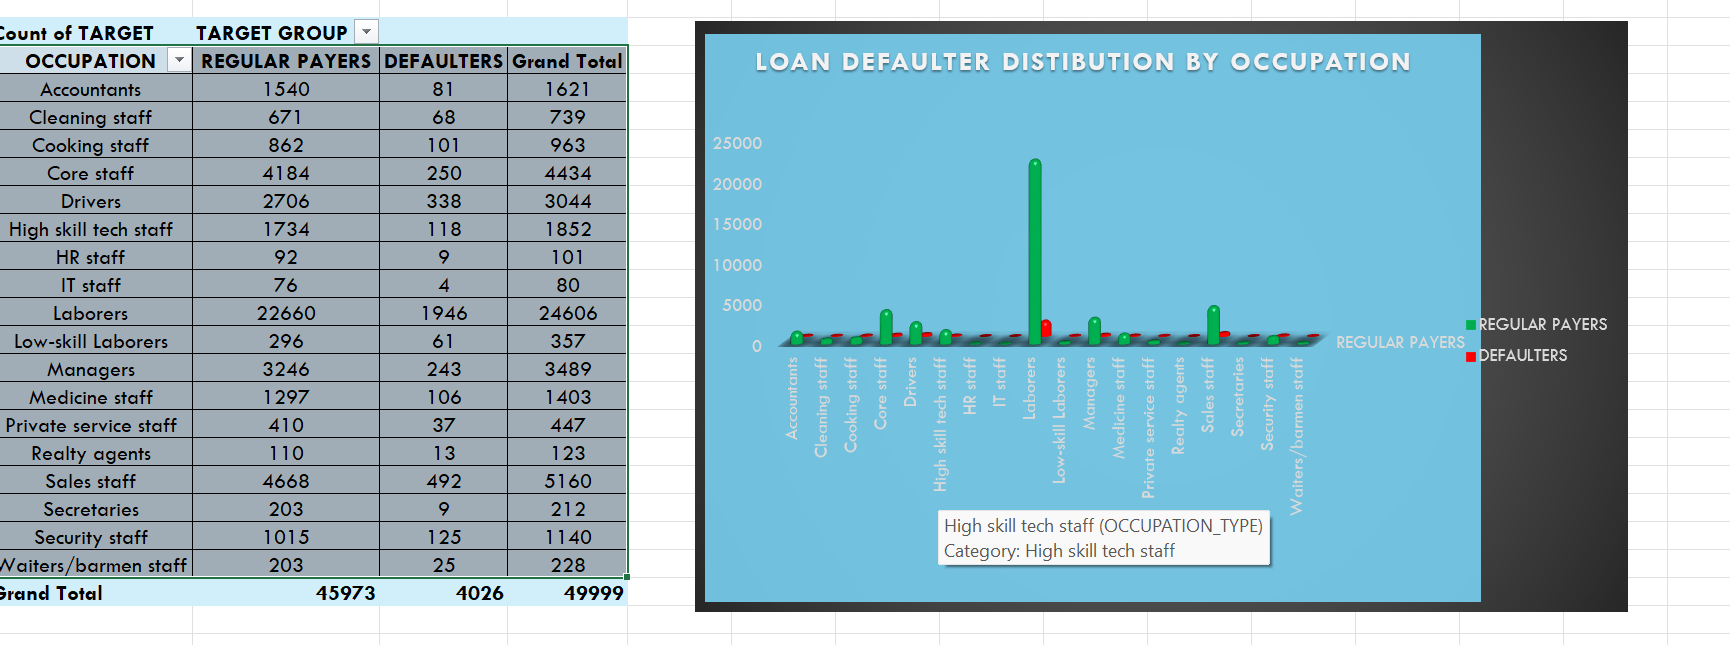 Count of TARGET TARGET GROUP
OCCUPATION REGULAR PAYERS DEFAULTERS Grand Total
Accountants 1540 81 1621
Cleaning staff 671 68 739
Cooking staff 862 101 963
Core staff 4184 250 4434
Drivers 2706 338 3044
High skill tech staff 1734 118 1852
HR staff 92 9 101
IT staff 76 4 80
Laborers 22660 1946 24606
Low-skill Laborers 296 61 357
Managers 3246 243 3489
Medicine staff 1297 106 1403
Private service staff 410 37 447
Realty agents 110 13 123
Sales staff 4668 492 5160
Secretaries 203 9 212
Security staff 1015 125 1140
Waiters/barmen staff 203 25 228
Grand Total 45973 4026 49999
LOAN DEFAULTER DISTIBUTION BY OCCUPATION
25000
20000
15000
10000
5000
0
Accountants
Cleaning staff
Cooking staff
Core staff
Drivers
High skill tech staff
HR staff
IT staff
Laborers
Low-skill Laborers
Managers
Medicine staff
Private service staff
Realty agents
Sales staff
Secretaries
Security staff
Waiters/barmen staff
REGULAR PAYERS
REGULAR PAYERS
DEFAULTERS
High skill tech staff (OCCUPATION_TYPE)
Category: High skill tech staff